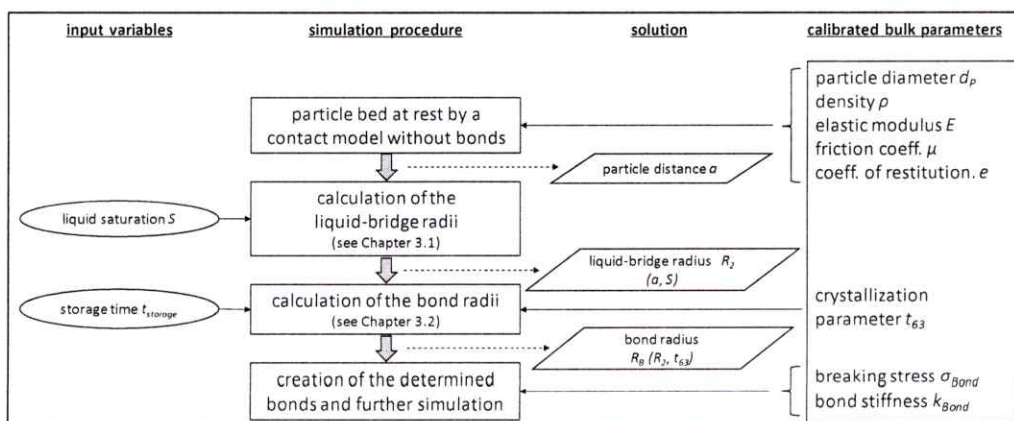 input variables
simulation procedure
solution
calibrated bulk parameters
particle bed at rest by a
contact model without bonds
particle diameter dP
density ρ
elastic modulus E
friction coeff. μ
coeff. of restitution. e
particle distance a
liquid saturation S
calculation of the
liquid-bridge radii
(see Chapter 3.1)
liquid-bridge radius R2
(a, S)
storage time tstorage
calculation of the bond radii
(see Chapter 3.2)
crystallization
parameter t63
bond radius
RB (R2, t63)
creation of the determined
bonds and further simulation
breaking stress σBond
bond stiffness kBond